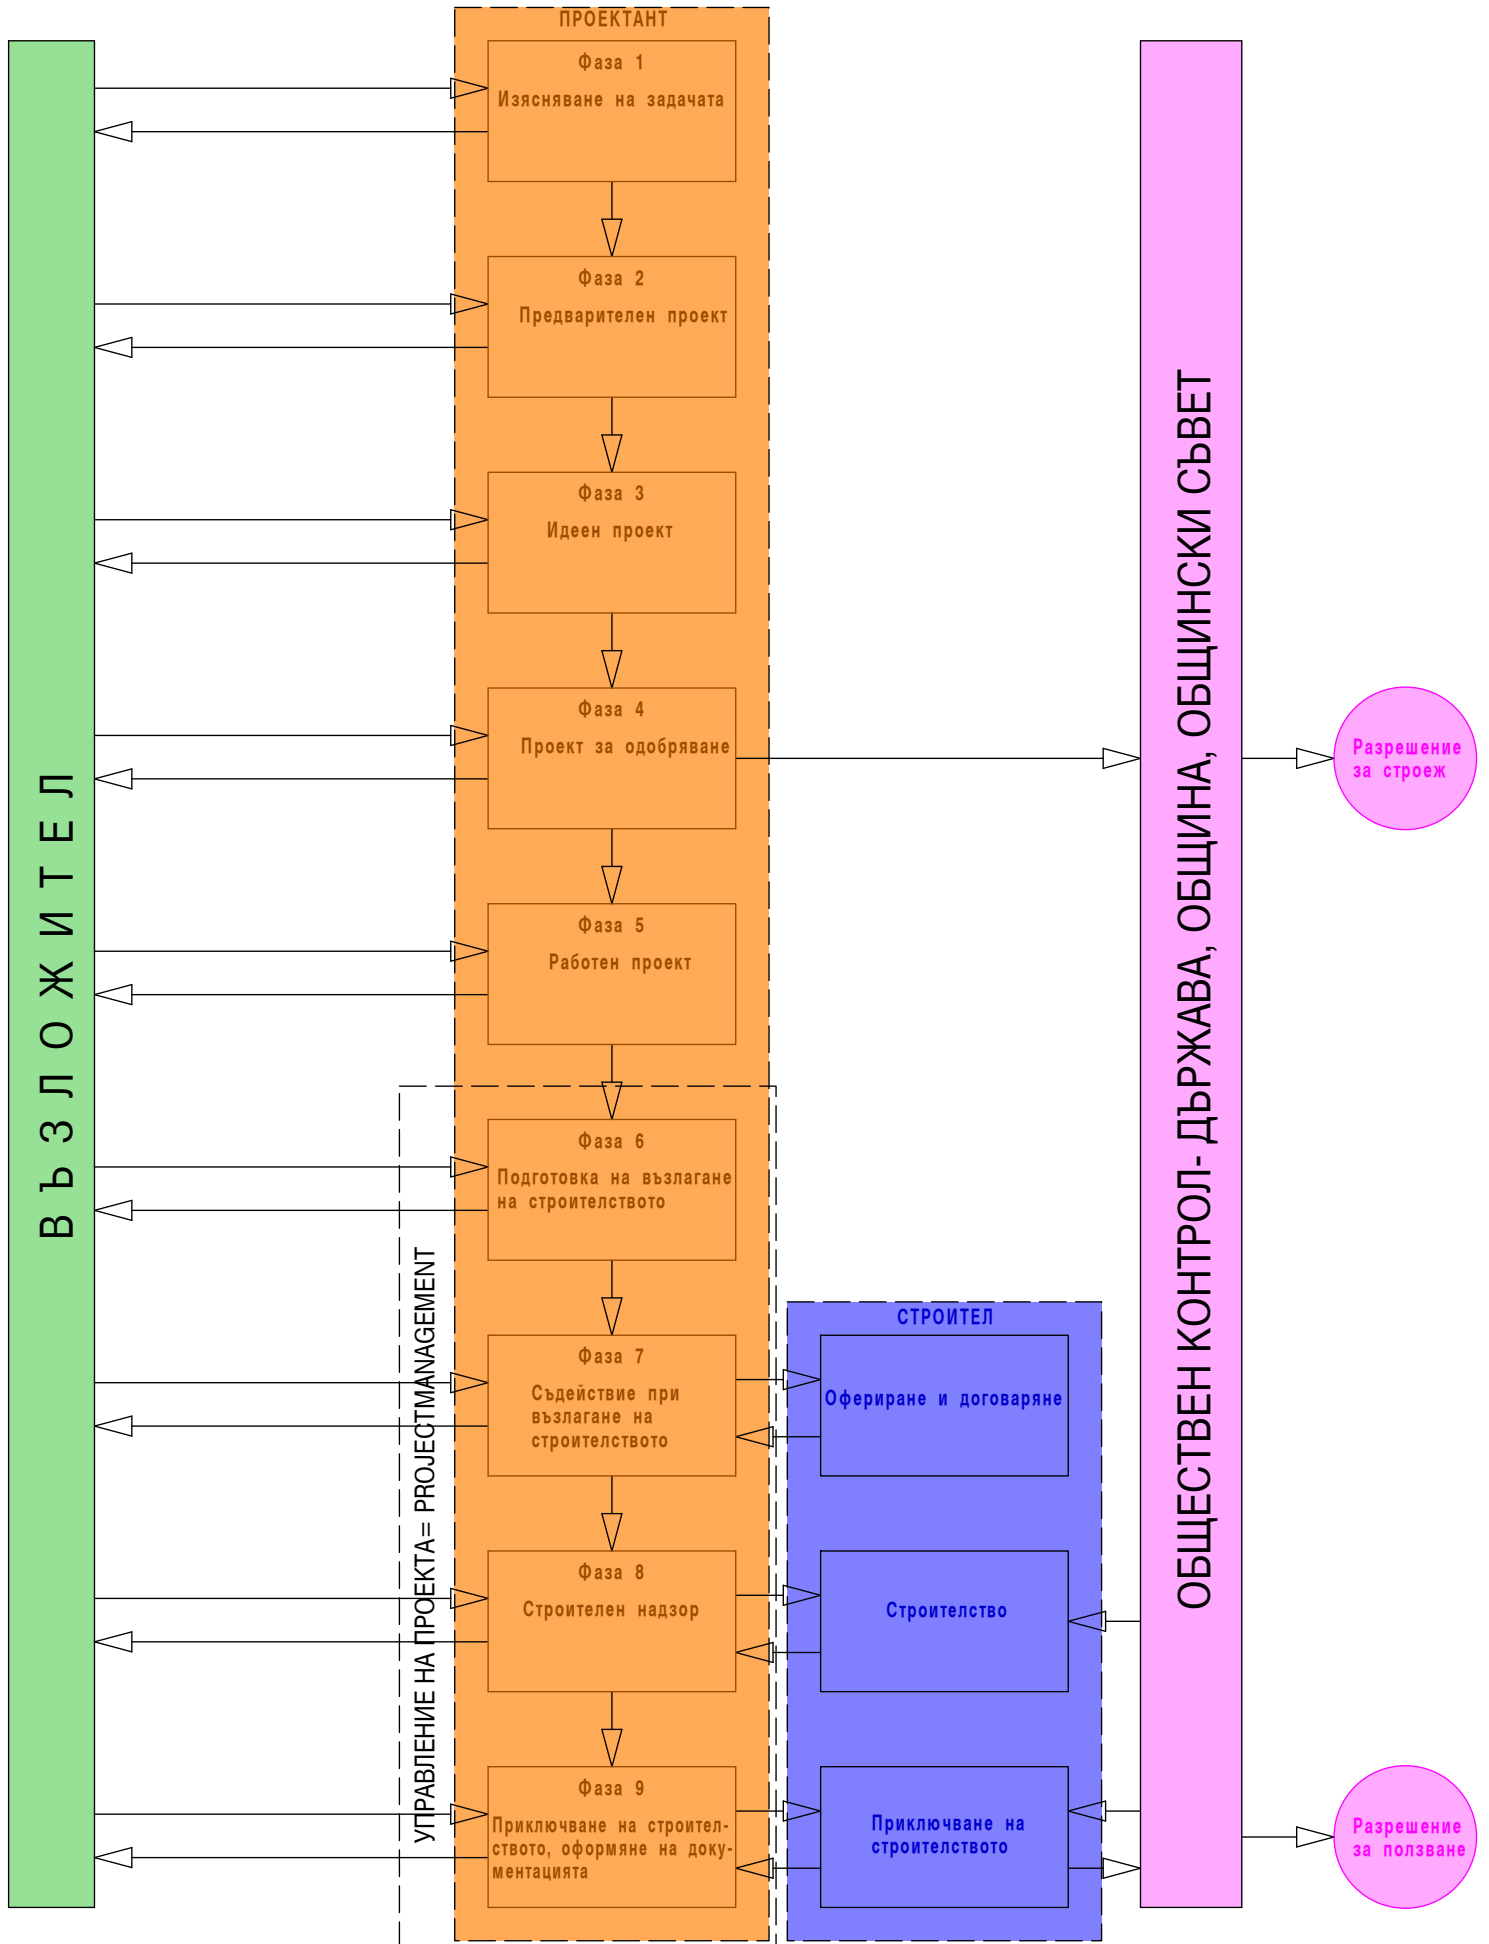 ПРОЕКТАНТ
Фаза 1
Изясняване на задачата
Фаза 2
Предварителен проект
Фаза 3
Идеен проект
Фаза 4
Проект за одобряване
Фаза 5
Работен проект
Фаза 6
Подготовка на възлагане
на строителството
Фаза 7
Съдействие при
възлагане на
строителството
Фаза 8
Строителен надзор
Фаза 9
Приключване на строител-
ството, оформяне на доку-
ментацията
ВЪЗЛОЖИТЕЛ
УПРАВЛЕНИЕ НА ПРОЕКТА= PROJECTMANAGEMENT
СТРОИТЕЛ
Офериране и договаряне
Строителство
Приключване на
строителството
ОБЩЕСТВЕН КОНТРОЛ- ДЪРЖАВА, ОБЩИНА, ОБЩИНСКИ СЪВЕТ
Разрешение
за строеж
Разрешение
за ползване